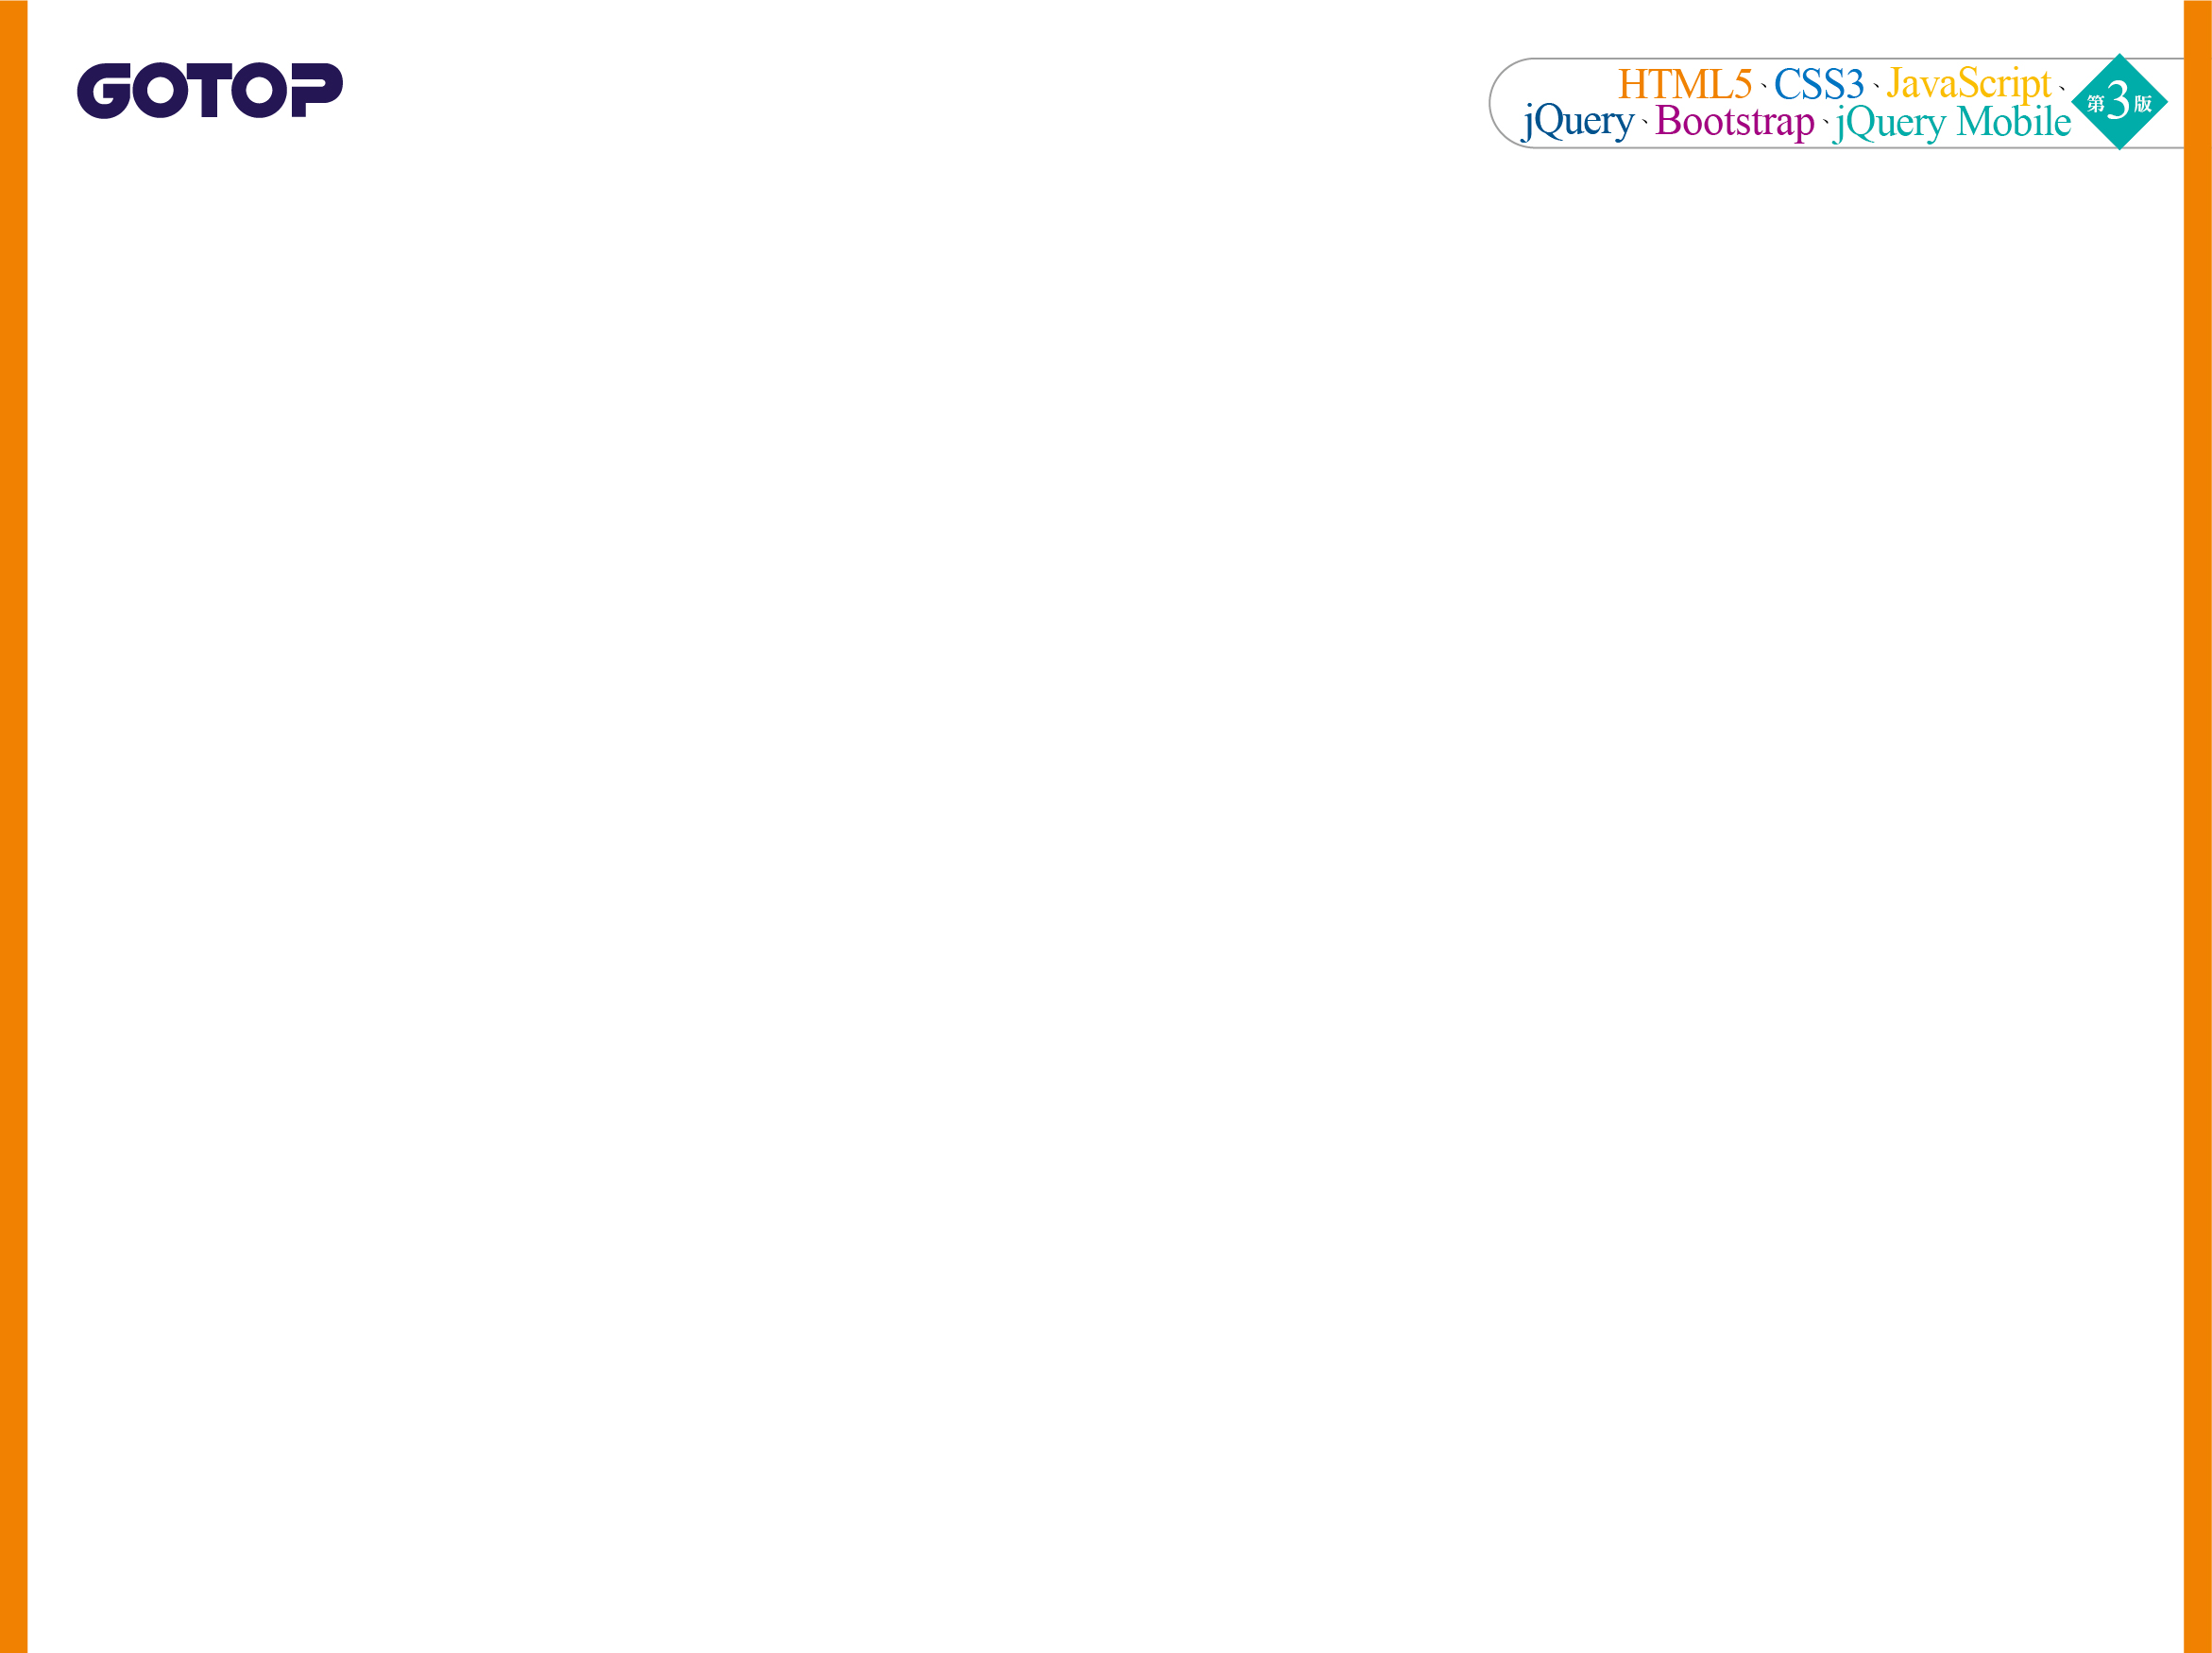 GOTOP
HTML5、CSS3、JavaScript、
jQuery、Bootstrap、jQuery Mobile
第3版